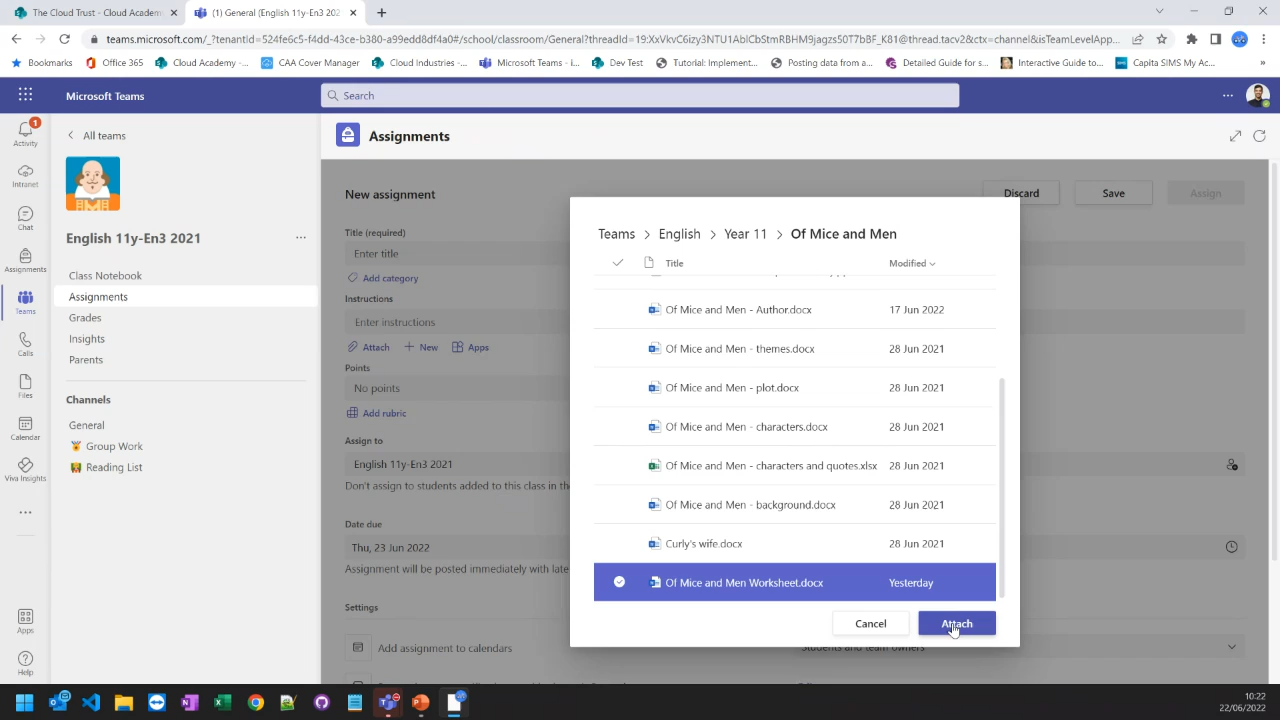 The Cloud Trust - Cloud Academ
(1) General (English 11y-En3 2021
teams.microsoft.com/_?tenantId=524fe6c5-f4dd-43ce-b380-a99edd8df4a0#/school/classroom/General?threadId=19:XxVkvC6izy3NTU1AblCbStmRBHM9jagzs50T7bBF_K81@thread.tacv2&ctx=channel&isTeamLevelApp...
Bookmarks
Office 365
Cloud Academy -...
CAA Cover Manager
Cloud Industries -...
Microsoft Teams - i...
Dev Test
Tutorial: Implement...
Posting data from a...
Detailed Guide for s...
Interactive Guide to...
Capita SIMS My Ac...
»
Microsoft Teams
Search
Activity
1
Intranet
Chat
Assignments
Teams
Calls
Files
Calendar
Viva Insights
Apps
Help
All teams
English 11y-En3 2021
Class Notebook
Assignments
Grades
Insights
Parents
Channels
General
Group Work
Reading List
Assignments
New assignment
Discard
Save
Assign
Title (required)
Enter title
Add category
Instructions
Enter instructions
Attach
New
Apps
Points
No points
Add rubric
Assign to
English 11y-En3 2021
Don't assign to students added to this class in the
Date due
Thu, 23 Jun 2022
Assignment will be posted immediately with late
Settings
Add assignment to calendars
Students and team owners
Teams > English > Year 11 > Of Mice and Men
Title
Modified
Of Mice and Men - Author.docx 17 Jun 2022
Of Mice and Men - themes.docx 28 Jun 2021
Of Mice and Men - plot.docx 28 Jun 2021
Of Mice and Men - characters.docx 28 Jun 2021
Of Mice and Men - characters and quotes.xlsx 28 Jun 2021
Of Mice and Men - background.docx 28 Jun 2021
Curly's wife.docx 28 Jun 2021
Of Mice and Men Worksheet.docx Yesterday
Cancel
Attach
10:22
22/06/2022